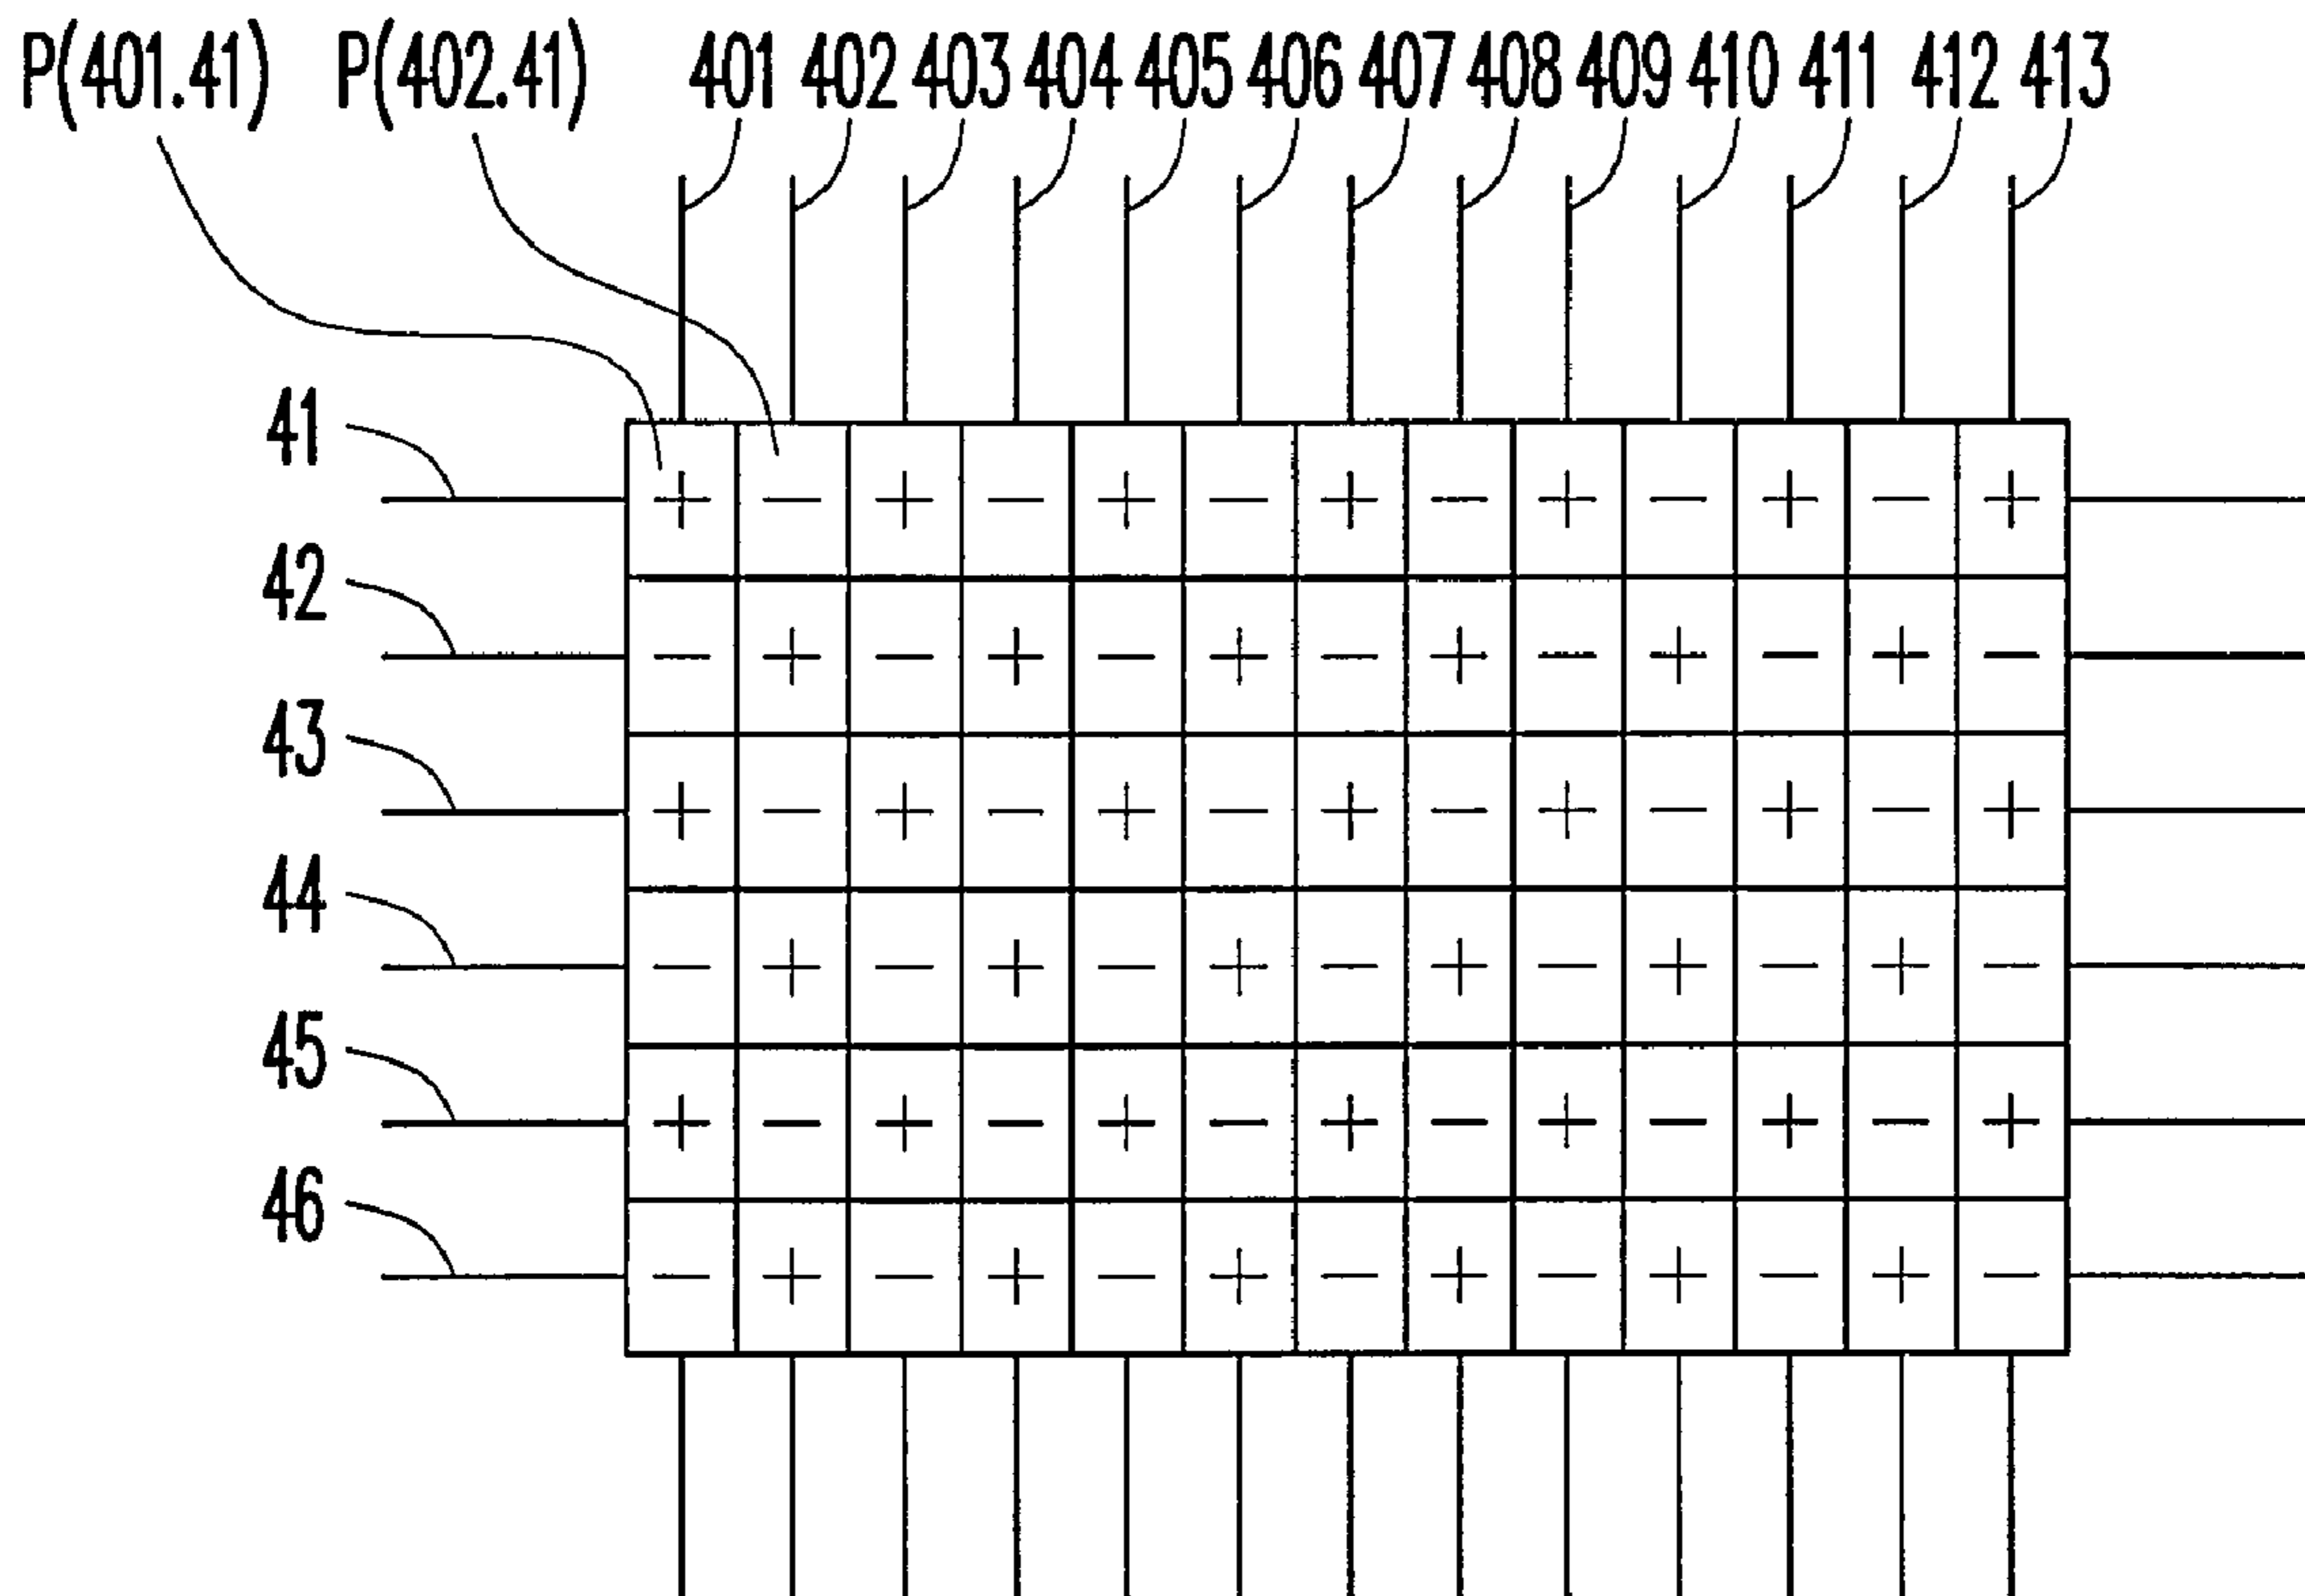 P(401.41) P(402.41) 401 402 403 404 405 406 407 408 409 410 411 412 413
41 + − + − + − + − + − + − +
42 − + − + − + − + − + − + −
43 + − + − + − + − + − + − +
44 − + − + − + − + − + − + −
45 + − + − + − + − + − + − +
46 − + − + − + − + − + − + −